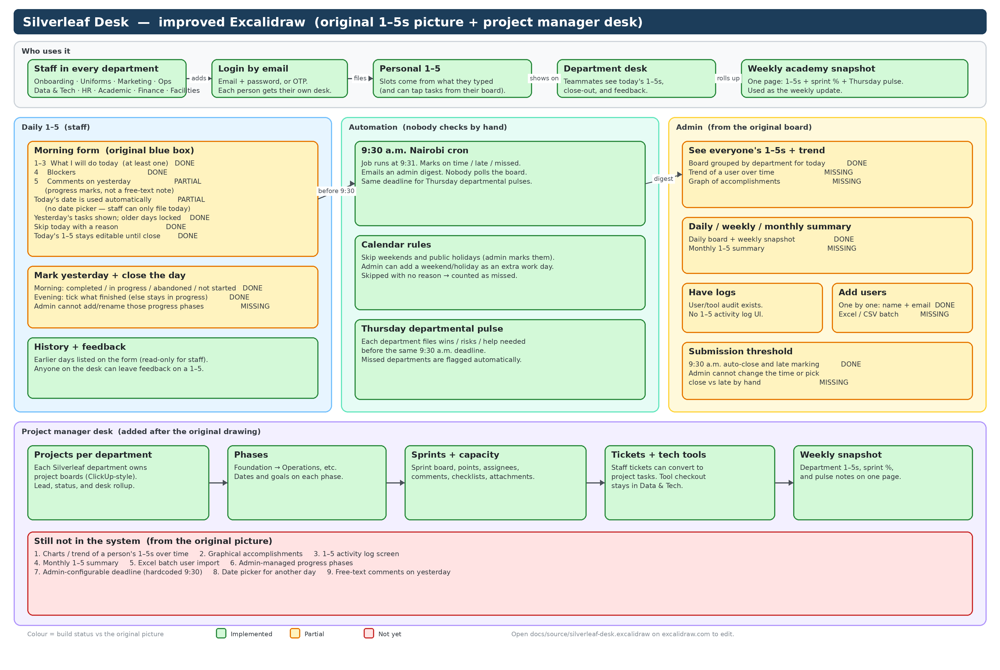 Silverleaf Desk — improved Excalidraw (original 1–5s picture + project manager desk)
Who uses it
Staff in every department
Onboarding · Uniforms · Marketing · Ops
Data & Tech · HR · Academic · Finance · Facilities
adds
Login by email
Email + password, or OTP.
Each person gets their own desk.
files
Personal 1–5
Slots come from what they typed
(and can tap tasks from their board).
shows on
Department desk
Teammates see today's 1–5s,
close-out, and feedback.
rolls up
Weekly academy snapshot
One page: 1–5s + sprint % + Thursday pulse.
Used as the weekly update.
Daily 1–5 (staff)
Morning form (original blue box)
1–3 What I will do today (at least one) DONE
4 Blockers DONE
5 Comments on yesterday PARTIAL
(progress marks, not a free-text note)
Today's date is used automatically PARTIAL
(no date picker — staff can only file today)
Yesterday's tasks shown; older days locked DONE
Skip today with a reason DONE
Today's 1–5 stays editable until close DONE
Mark yesterday + close the day
Morning: completed / in progress / abandoned / not started DONE
Evening: tick what finished (else stays in progress) DONE
Admin cannot add/rename those progress phases MISSING
History + feedback
Earlier days listed on the form (read-only for staff).
Anyone on the desk can leave feedback on a 1–5.
before 9:30
Automation (nobody checks by hand)
9:30 a.m. Nairobi cron
Job runs at 9:31. Marks on time / late / missed.
Emails an admin digest. Nobody polls the board.
Same deadline for Thursday departmental pulses.
Calendar rules
Skip weekends and public holidays (admin marks them).
Admin can add a weekend/holiday as an extra work day.
Skipped with no reason → counted as missed.
Thursday departmental pulse
Each department files wins / risks / help needed
before the same 9:30 a.m. deadline.
Missed departments are flagged automatically.
digest
Admin (from the original board)
See everyone's 1–5s + trend
Board grouped by department for today DONE
Trend of a user over time MISSING
Graph of accomplishments MISSING
Daily / weekly / monthly summary
Daily board + weekly snapshot DONE
Monthly 1–5 summary MISSING
Have logs
User/tool audit exists.
No 1–5 activity log UI.
Add users
One by one: name + email DONE
Excel / CSV batch MISSING
Submission threshold
9:30 a.m. auto-close and late marking DONE
Admin cannot change the time or pick
close vs late by hand MISSING
Project manager desk (added after the original drawing)
Projects per department
Each Silverleaf department owns
project boards (ClickUp-style).
Lead, status, and desk rollup.
Phases
Foundation → Operations, etc.
Dates and goals on each phase.
Sprints + capacity
Sprint board, points, assignees,
comments, checklists, attachments.
Tickets + tech tools
Staff tickets can convert to
project tasks. Tool checkout
stays in Data & Tech.
Weekly snapshot
Department 1–5s, sprint %,
and pulse notes on one page.
Still not in the system (from the original picture)
1. Charts / trend of a person's 1–5s over time 2. Graphical accomplishments 3. 1–5 activity log screen
4. Monthly 1–5 summary 5. Excel batch user import 6. Admin-managed progress phases
7. Admin-configurable deadline (hardcoded 9:30) 8. Date picker for another day 9. Free-text comments on yesterday
Colour = build status vs the original picture
Implemented
Partial
Not yet
Open docs/source/silverleaf-desk.excalidraw on excalidraw.com to edit.